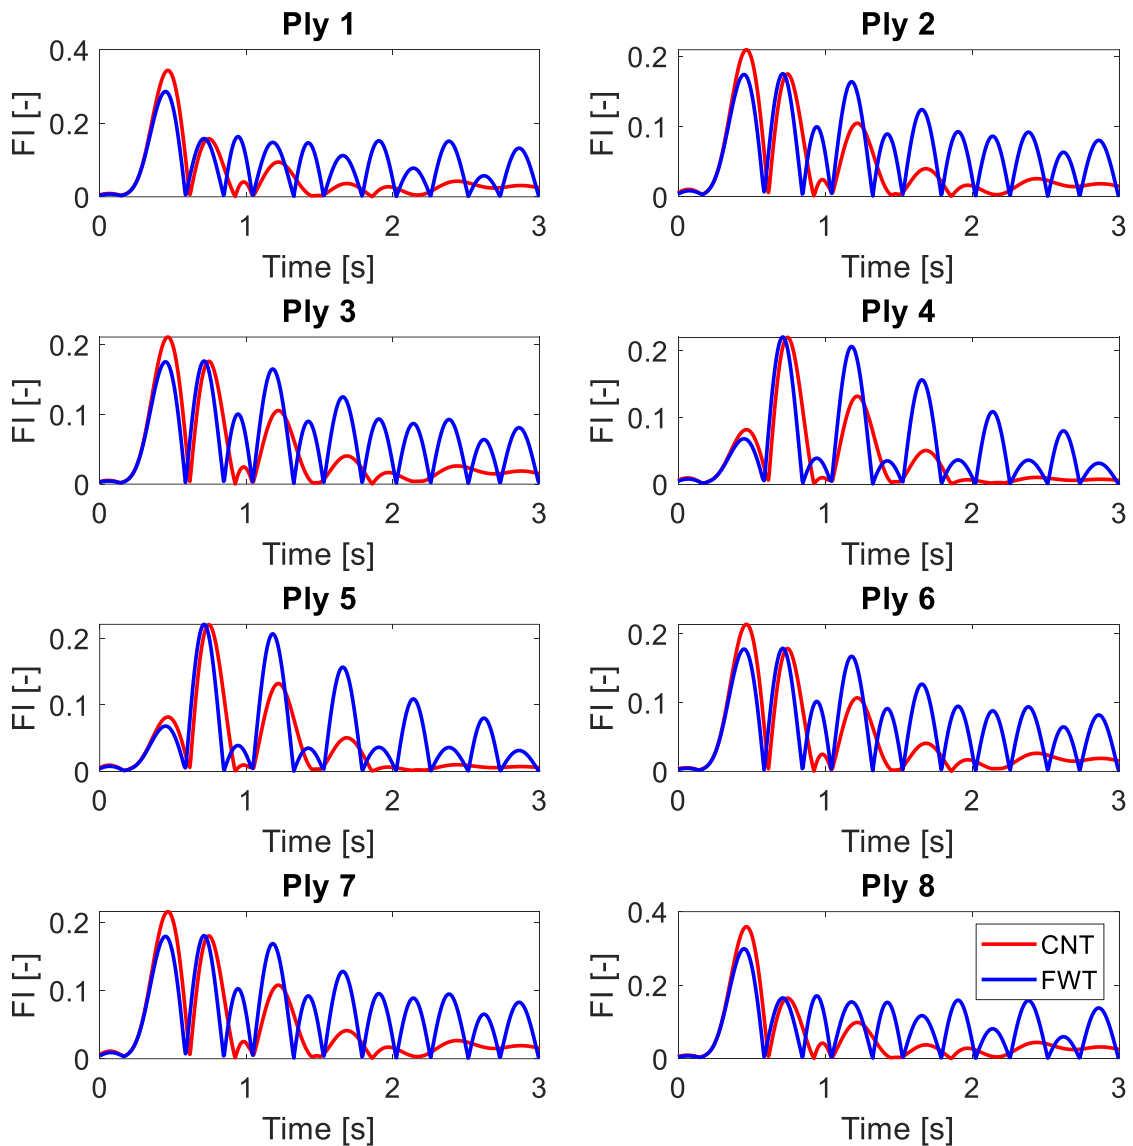 Ply 1
0.4
0.2
0
FI [-]
0 1 2 3
Time [s]
Ply 2
0.2
0.1
0
FI [-]
0 1 2 3
Time [s]
Ply 3
0.2
0.1
0
FI [-]
0 1 2 3
Time [s]
Ply 4
0.2
0.1
0
FI [-]
0 1 2 3
Time [s]
Ply 5
0.2
0.1
0
FI [-]
0 1 2 3
Time [s]
Ply 6
0.2
0.1
0
FI [-]
0 1 2 3
Time [s]
Ply 7
0.2
0.1
0
FI [-]
0 1 2 3
Time [s]
Ply 8
0.4
0.2
0
FI [-]
CNT
FWT
0 1 2 3
Time [s]